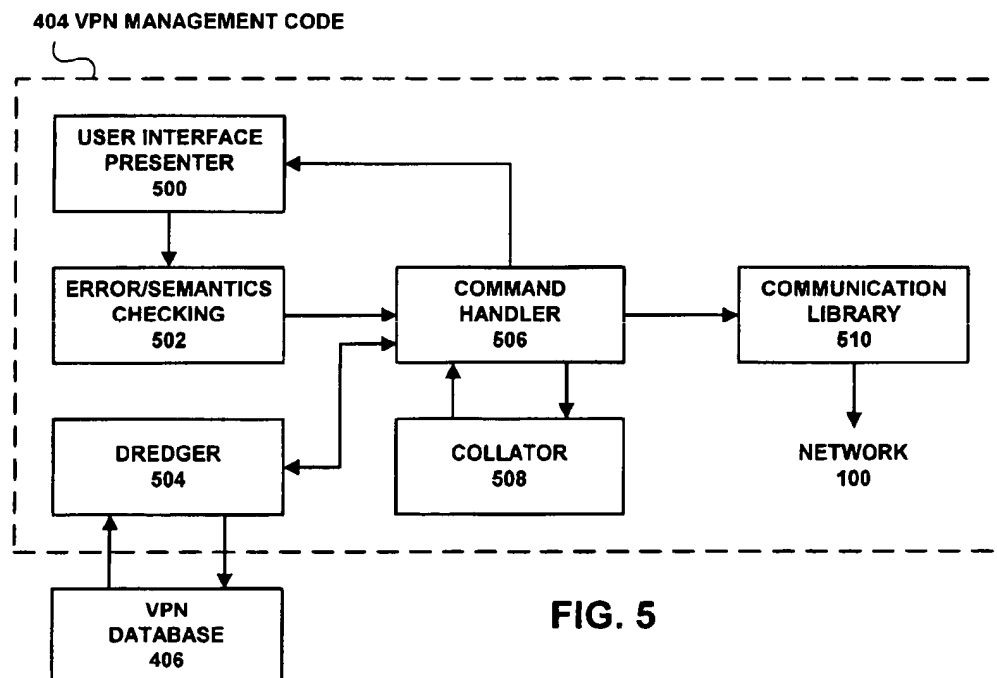 404 VPN MANAGEMENT CODE
USER INTERFACE
PRESENTER
500
ERROR/SEMANTICS
CHECKING
502
COMMAND
HANDLER
506
COMMUNICATION
LIBRARY
510
DREDGER
504
COLLATOR
508
NETWORK
100
VPN
DATABASE
406
FIG. 5